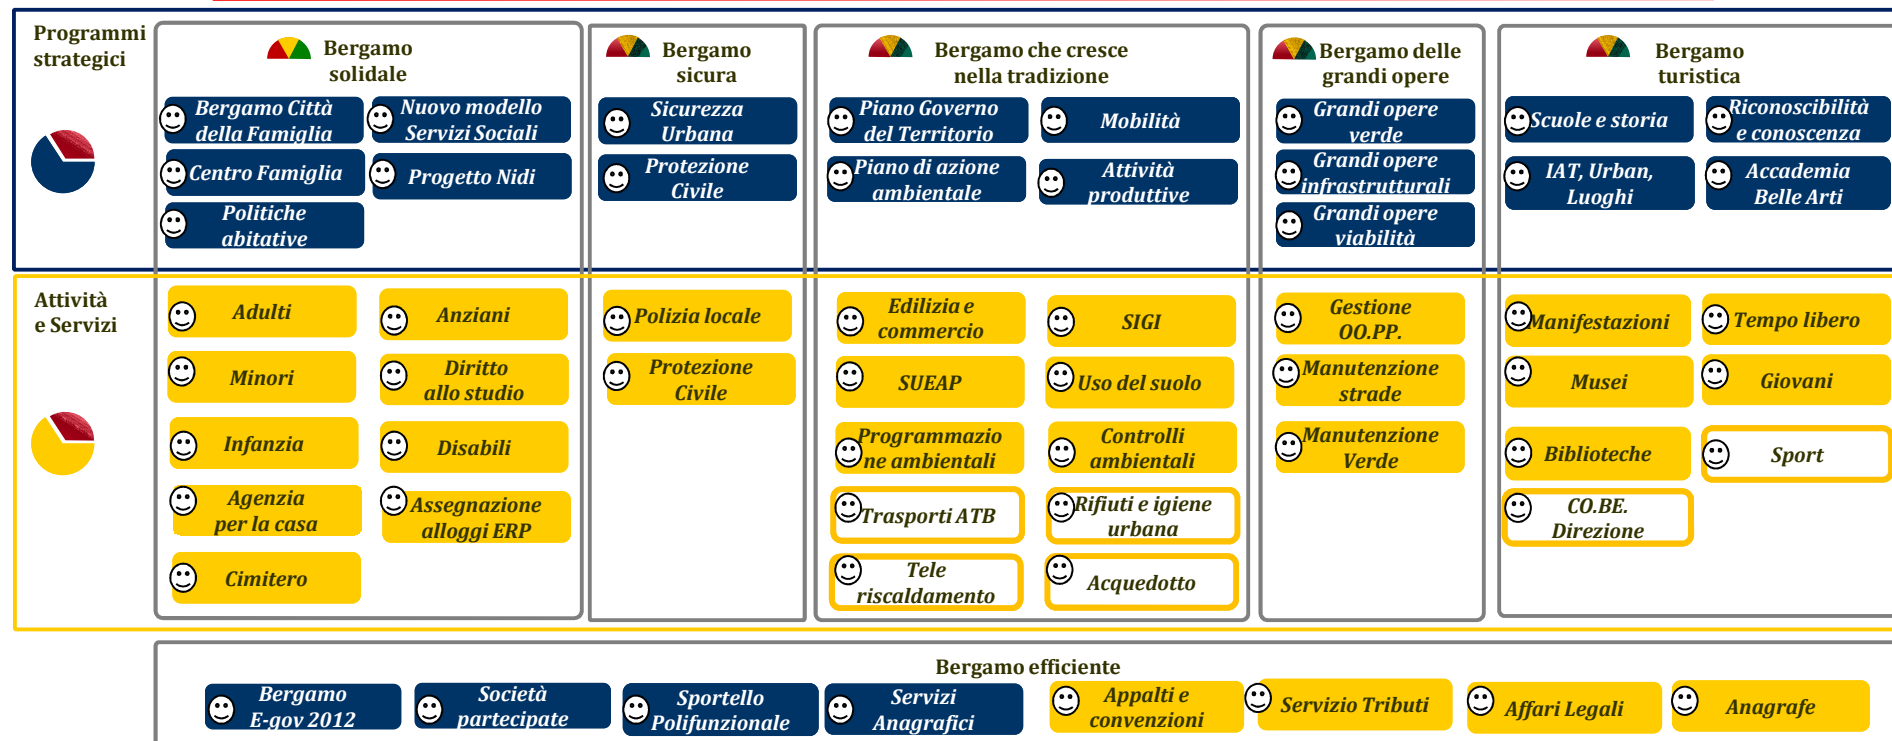 Programmi
strategici
Bergamo
solidale
Bergamo Città
della Famiglia
Nuovo modello
Servizi Sociali
Centro Famiglia
Progetto Nidi
Politiche
abitative
Bergamo
sicura
Sicurezza
Urbana
Protezione
Civile
Bergamo che cresce
nella tradizione
Piano Governo
del Territorio
Mobilità
Piano di azione
ambientale
Attività
produttive
Bergamo delle
grandi opere
Grandi opere
verde
Grandi opere
infrastrutturali
Grandi opere
viabilità
Bergamo
turistica
Scuole e storia
Riconoscibilità
e conoscenza
IAT, Urban,
Luoghi
Accademia
Belle Arti
Attività
e Servizi
Adulti
Anziani
Minori
Diritto
allo studio
Infanzia
Disabili
Agenzia
per la casa
Assegnazione
alloggi ERP
Cimitero
Polizia locale
Protezione
Civile
Edilizia e
commercio
SIGI
SUEAP
Uso del suolo
Programmazio
ne ambientali
Controlli
ambientali
Trasporti ATB
Rifiuti e igiene
urbana
Tele
riscaldamento
Acquedotto
Gestione
OO.PP.
Manutenzione
strade
Manutenzione
Verde
Manifestazioni
Tempo libero
Musei
Giovani
Biblioteche
Sport
CO.BE.
Direzione
Bergamo efficiente
Bergamo
E-gov 2012
Società
partecipate
Sportello
Polifunzionale
Servizi
Anagrafici
Appalti e
convenzioni
Servizio Tributi
Affari Legali
Anagrafe